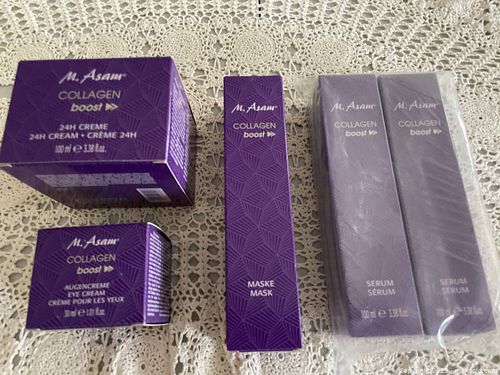 M. Asam®
COLLAGEN
boost
24H CREME
24H CREAM • CRÈME 24H
100 ml ℮ 3.38 fl.oz.
M. Asam®
COLLAGEN
boost
AUGENCREME
EYE CREAM
CRÈME POUR LES YEUX
30 ml ℮ 1.01 fl.oz.
M. Asam®
COLLAGEN
boost
MASKE
MASK
M. Asam®
COLLAGEN
boost
SERUM
SÉRUM
100 ml ℮ 3.38 fl.oz.
M. Asam®
COLLAGEN
boost
SERUM
SÉRUM
100 ml ℮ 3.38 fl.oz.